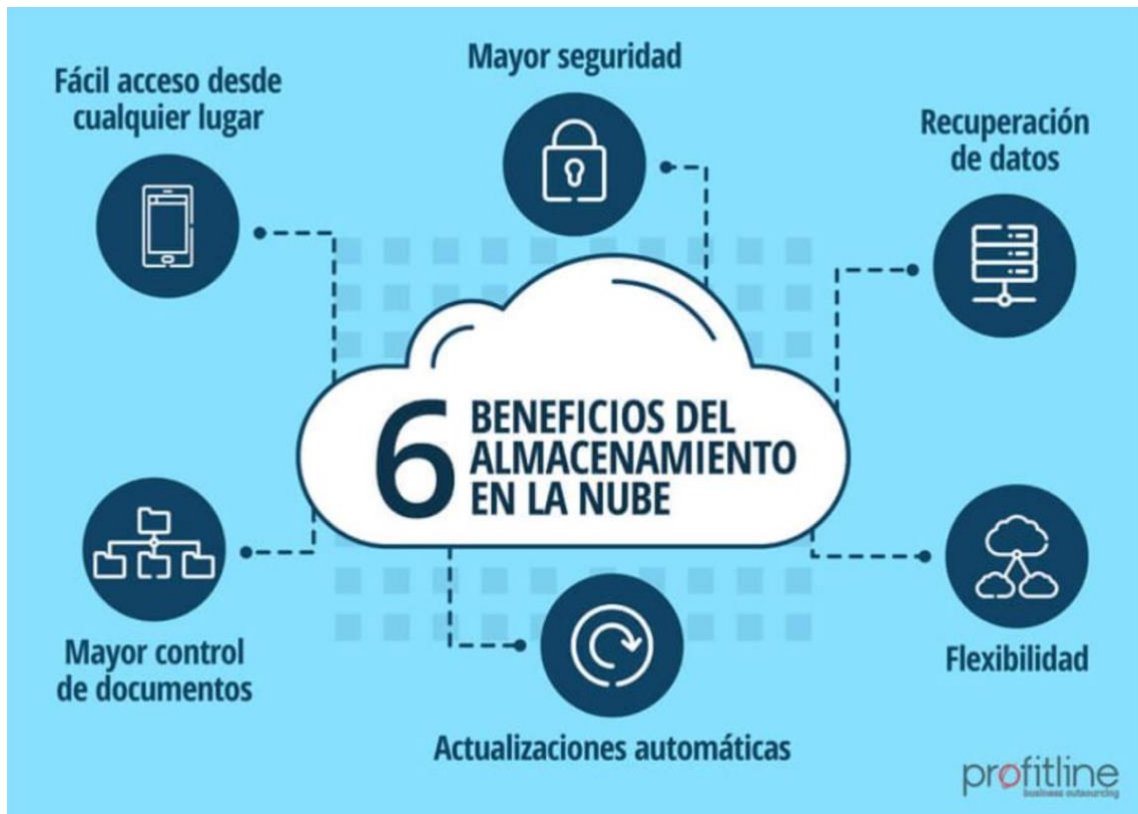 Fácil acceso desde
cualquier lugar
Mayor seguridad
Recuperación
de datos
6
BENEFICIOS DEL
ALMACENAMIENTO
EN LA NUBE
Mayor control
de documentos
Actualizaciones automáticas
Flexibilidad
profitline
business outsourcing